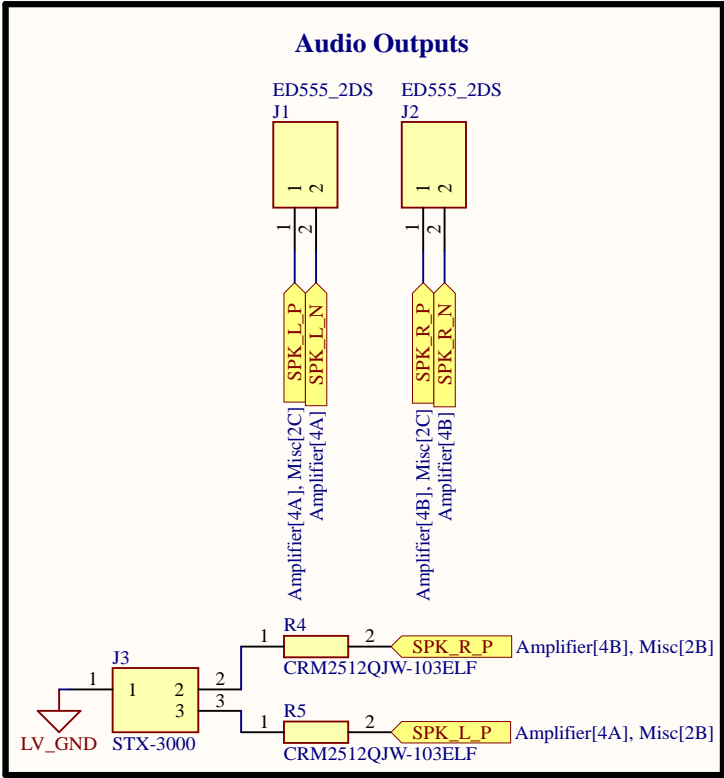 Audio Outputs
ED555_2DS
J1
1
2
1
2
SPK_L_P
SPK_L_N
Amplifier[4A], Misc[2C]
Amplifier[4A]
ED555_2DS
J2
1
2
1
2
SPK_R_P
SPK_R_N
Amplifier[4B], Misc[2C]
Amplifier[4B]
R4
1
2
SPK_R_P
Amplifier[4B], Misc[2B]
CRM2512QJW-103ELF
J3
1
1
2
2
3
3
LV_GND
STX-3000
R5
1
2
SPK_L_P
Amplifier[4A], Misc[2B]
CRM2512QJW-103ELF